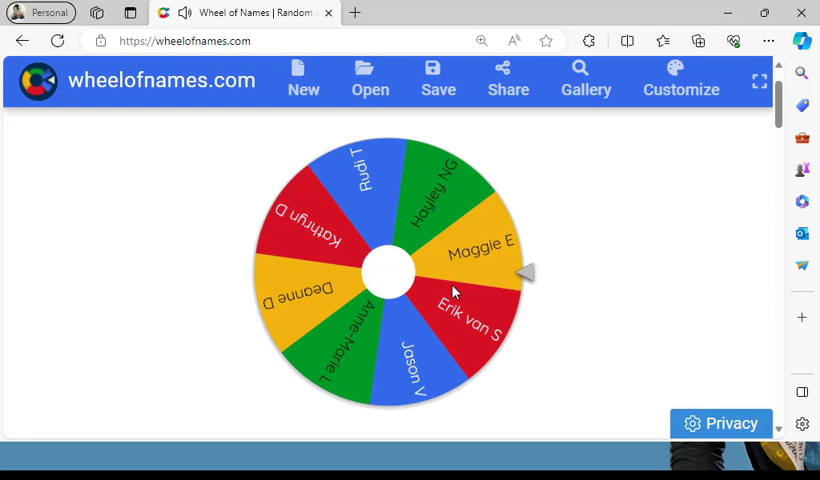 Personal
Wheel of Names | Random
https://wheelofnames.com
wheelofnames.com
New
Open
Save
Share
Gallery
Customize
Rudi T
Hayley NG
Maggie E
Erik van S
Jason V
Anne-Marie L
Deanne D
Kathryn D
Privacy